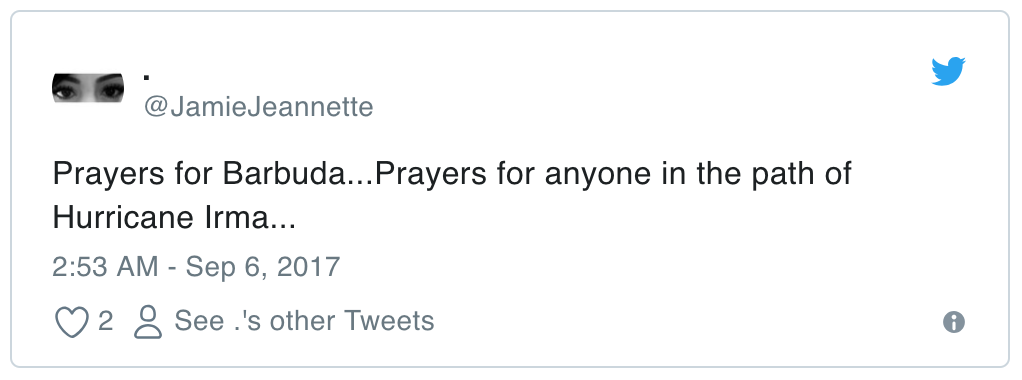 .
@JamieJeannette
Prayers for Barbuda...Prayers for anyone in the path of
Hurricane Irma...
2:53 AM - Sep 6, 2017
2 See .'s other Tweets